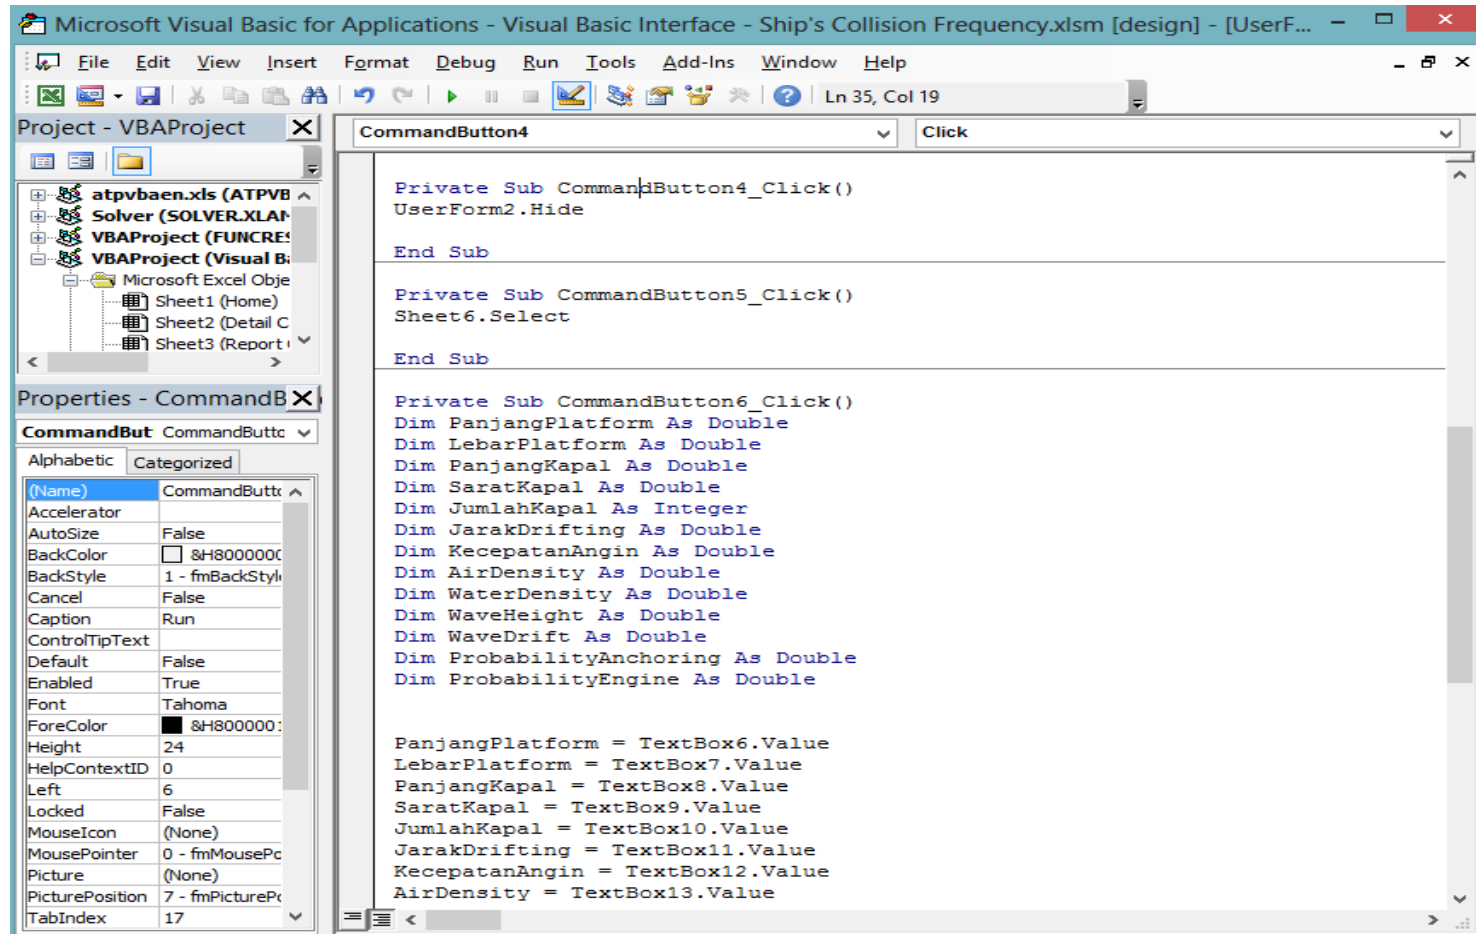 Microsoft Visual Basic for Applications - Visual Basic Interface - Ship's Collision Frequency.xlsm [design] - [UserF...
File Edit View Insert Format Debug Run Tools Add-Ins Window Help
Ln 35, Col 19
Project - VBAProject
atpvbaen.xls (ATPVB
Solver (SOLVER.XLAM
VBAProject (FUNCRES
VBAProject (Visual Ba
Microsoft Excel Obje
Sheet1 (Home)
Sheet2 (Detail C
Sheet3 (Report
Properties - CommandB
CommandBut CommandButto
Alphabetic Categorized
(Name) CommandButto
Accelerator
AutoSize False
BackColor &H8000000
BackStyle 1 - fmBackStyle
Cancel False
Caption Run
ControlTipText
Default False
Enabled True
Font Tahoma
ForeColor &H8000001
Height 24
HelpContextID 0
Left 6
Locked False
MouseIcon (None)
MousePointer 0 - fmMousePo
Picture (None)
PicturePosition 7 - fmPicturePo
TabIndex 17
CommandButton4 Click
Private Sub CommandButton4_Click()
UserForm2.Hide
End Sub
Private Sub CommandButton5_Click()
Sheet6.Select
End Sub
Private Sub CommandButton6_Click()
Dim PanjangPlatform As Double
Dim LebarPlatform As Double
Dim PanjangKapal As Double
Dim SaratKapal As Double
Dim JumlahKapal As Integer
Dim JarakDrifting As Double
Dim KecepatanAngin As Double
Dim AirDensity As Double
Dim WaterDensity As Double
Dim WaveHeight As Double
Dim WaveDrift As Double
Dim ProbabilityAnchoring As Double
Dim ProbabilityEngine As Double
PanjangPlatform = TextBox6.Value
LebarPlatform = TextBox7.Value
PanjangKapal = TextBox8.Value
SaratKapal = TextBox9.Value
JumlahKapal = TextBox10.Value
JarakDrifting = TextBox11.Value
KecepatanAngin = TextBox12.Value
AirDensity = TextBox13.Value